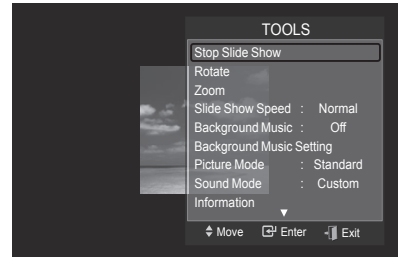 TOOLS
Stop Slide Show
Rotate
Zoom
Slide Show Speed : Normal
Background Music : Off
Background Music Setting
Picture Mode : Standard
Sound Mode : Custom
Information
▼
Move Enter Exit